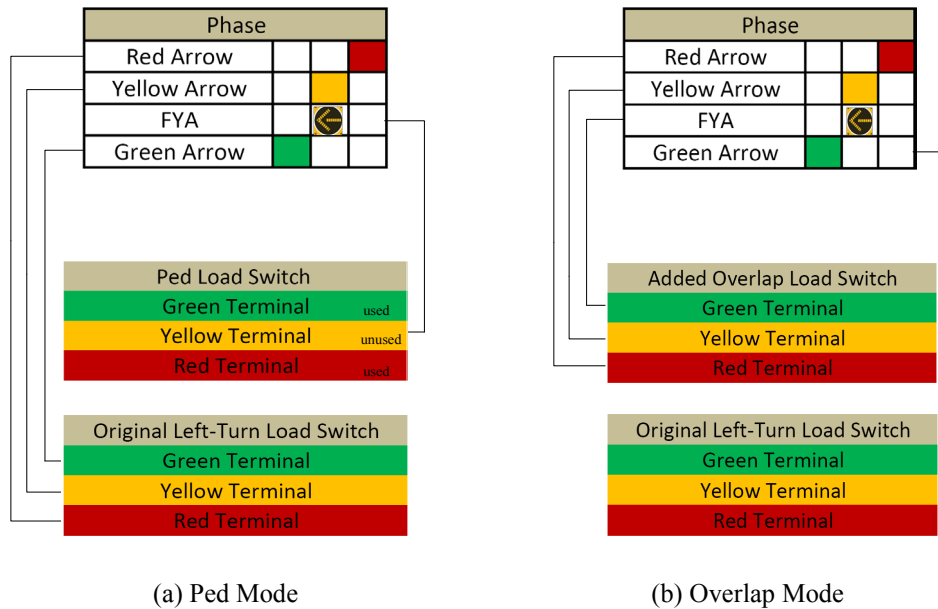 Phase
Red Arrow
Yellow Arrow
FYA
Green Arrow
Ped Load Switch
Green Terminal used
Yellow Terminal unused
Red Terminal used
Original Left-Turn Load Switch
Green Terminal
Yellow Terminal
Red Terminal
(a) Ped Mode
Phase
Red Arrow
Yellow Arrow
FYA
Green Arrow
Added Overlap Load Switch
Green Terminal
Yellow Terminal
Red Terminal
Original Left-Turn Load Switch
Green Terminal
Yellow Terminal
Red Terminal
(b) Overlap Mode